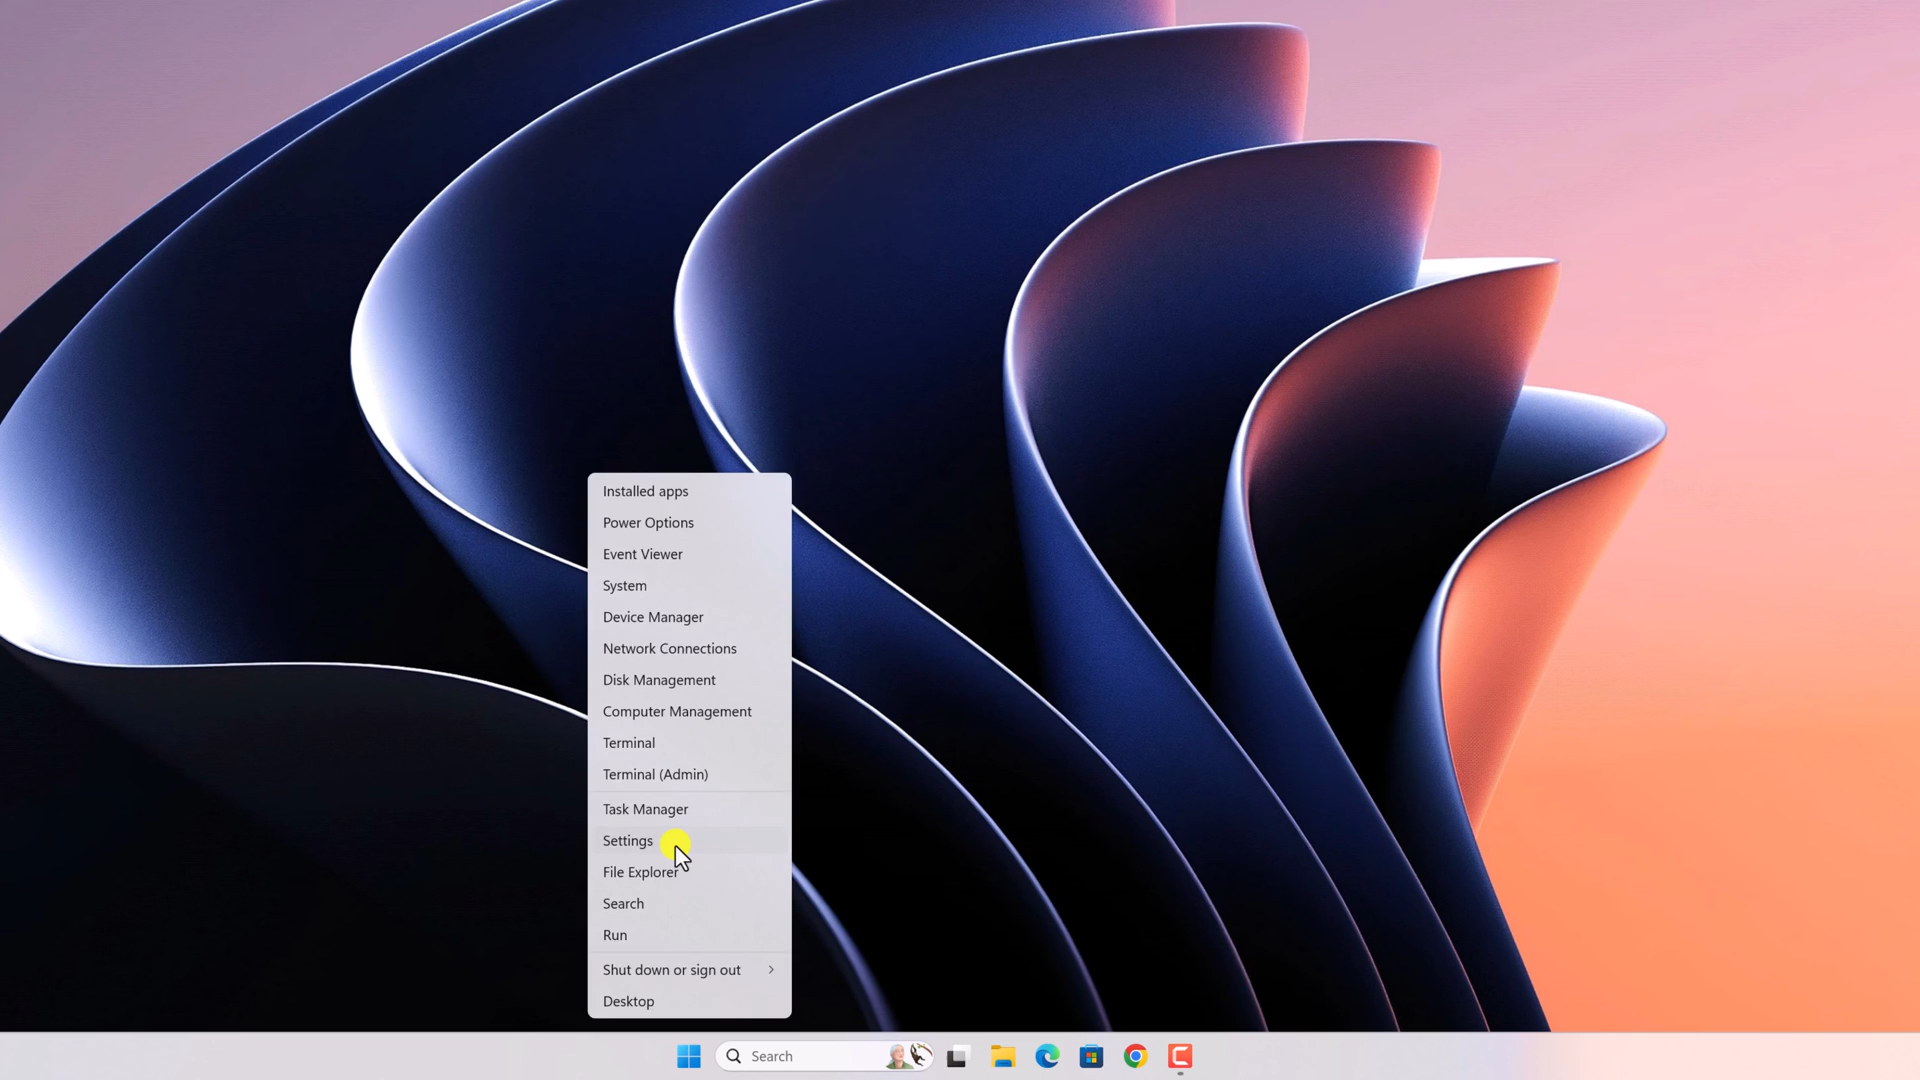 Installed apps
Power Options
Event Viewer
System
Device Manager
Network Connections
Disk Management
Computer Management
Terminal
Terminal (Admin)
Task Manager
Settings
File Explorer
Search
Run
Shut down or sign out
Desktop
Search